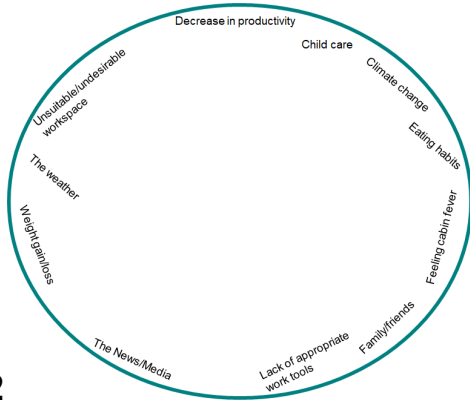 Decrease in productivity
Child care
Climate change
Eating habits
Feeling cabin fever
Family/friends
Lack of appropriate
work tools
The News/Media
Weight gain/loss
The weather
Unsuitable/undesirable
workspace